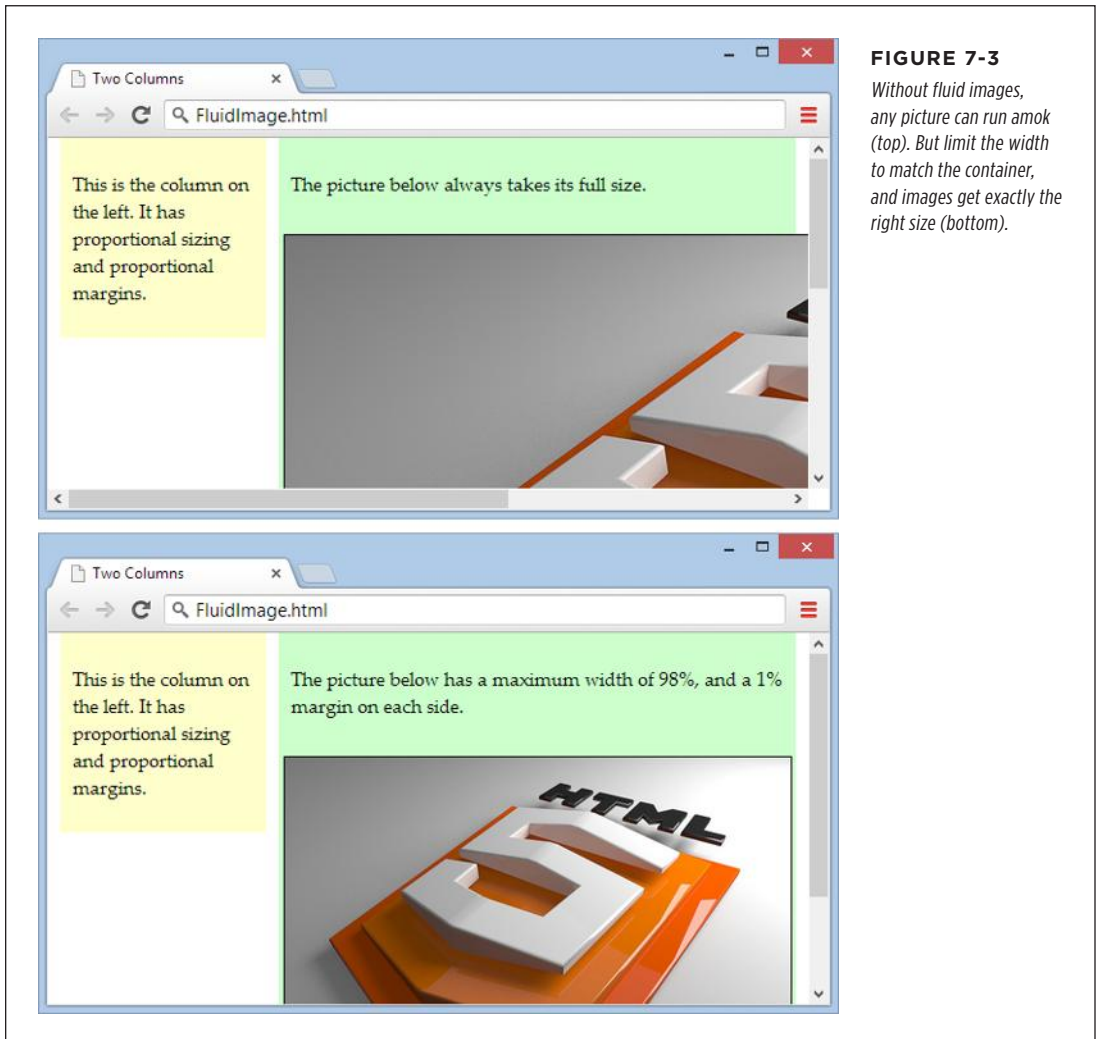 Two Columns
FluidImage.html
This is the column on
the left. It has
proportional sizing
and proportional
margins.
The picture below always takes its full size.
FIGURE 7-3
Without fluid images,
any picture can run amok
(top). But limit the width
to match the container,
and images get exactly the
right size (bottom).
Two Columns
FluidImage.html
This is the column on
the left. It has
proportional sizing
and proportional
margins.
The picture below has a maximum width of 98%, and a 1%
margin on each side.
HTML
5